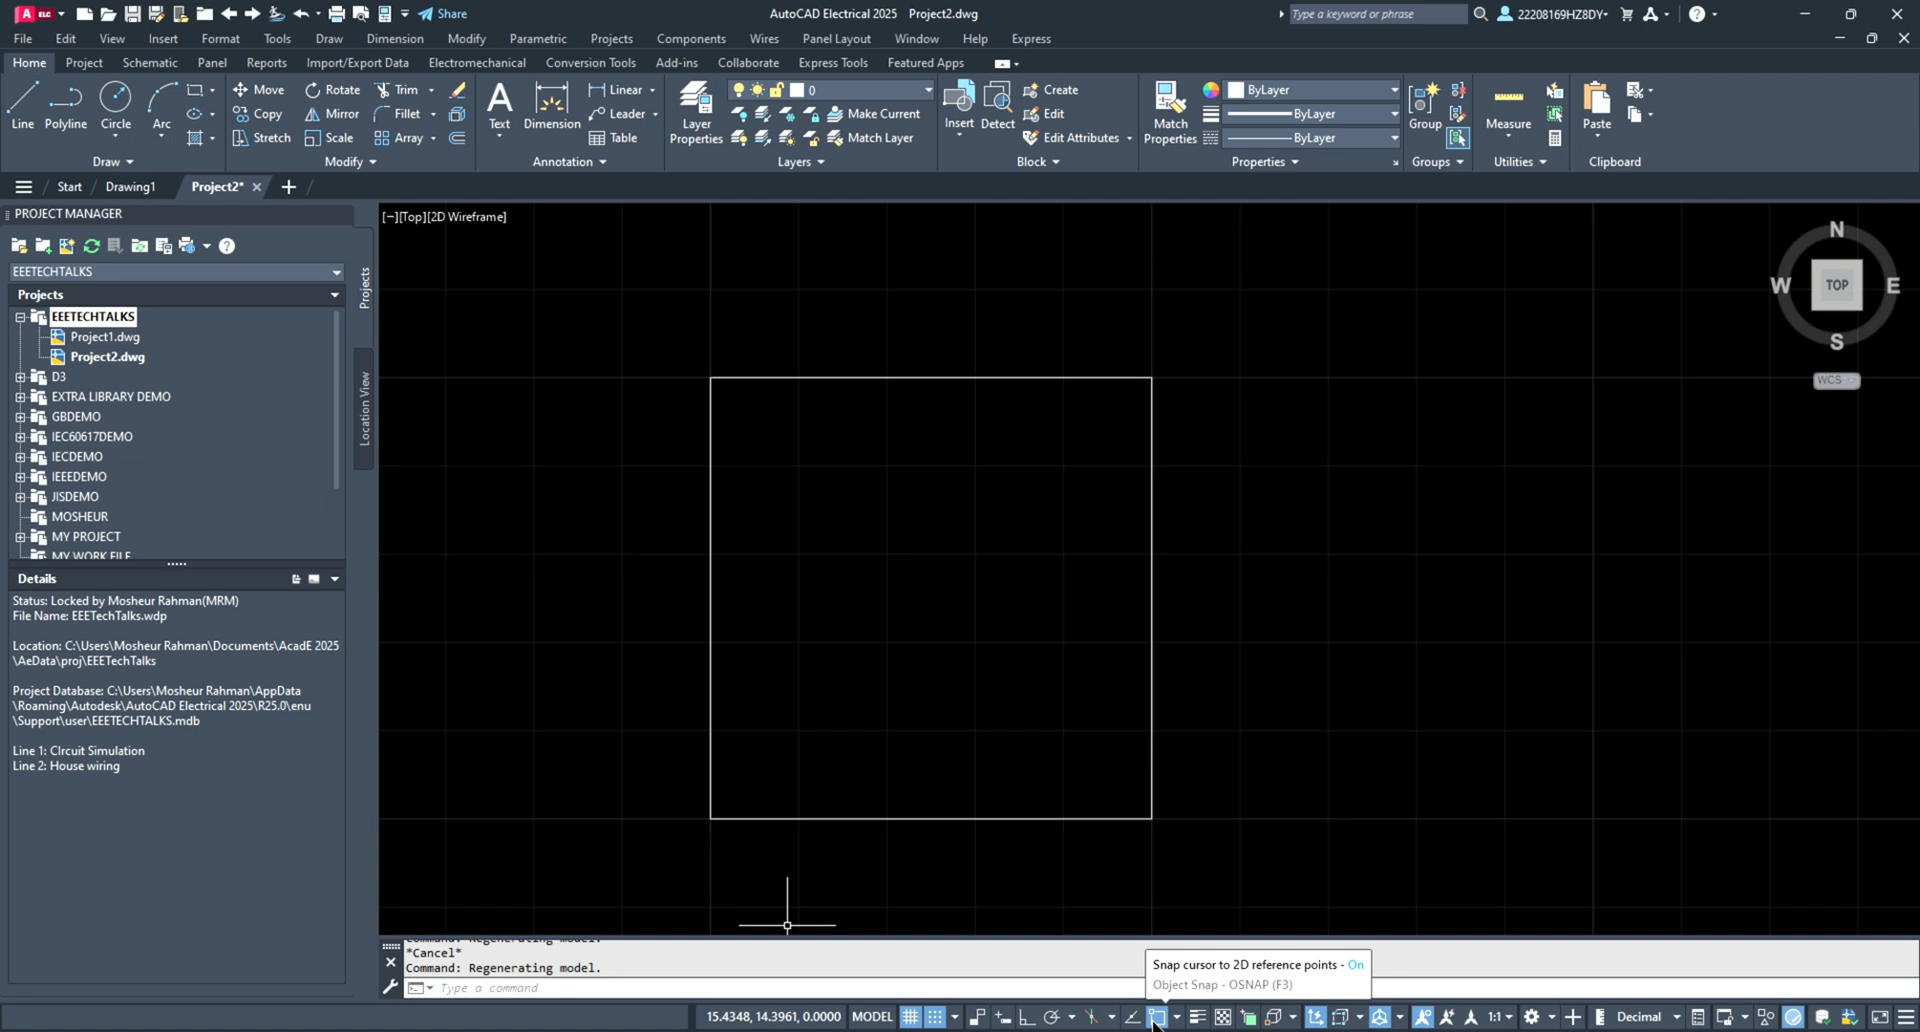 A ELC Share AutoCAD Electrical 2025 Project2.dwg Type a keyword or phrase 22208169HZ8DY
File Edit View Insert Format Tools Draw Dimension Modify Parametric Projects Components Wires Panel Layout Window Help Express
Home Project Schematic Panel Reports Import/Export Data Electromechanical Conversion Tools Add-ins Collaborate Express Tools Featured Apps
Move Rotate Trim Linear 0 Create ByLayer
Copy Mirror Fillet Leader Make Current Edit ByLayer
Line Polyline Circle Arc Text Dimension Layer Insert Detect Match Group Measure Paste
Stretch Scale Array Table Properties Match Layer Edit Attributes Properties ByLayer
Draw Modify Annotation Layers Block Properties Groups Utilities Clipboard
Start Drawing1 Project2*
PROJECT MANAGER
[−][Top][2D Wireframe]
EEETECHTALKS
Projects
EEETECHTALKS
Project1.dwg
Project2.dwg
D3
EXTRA LIBRARY DEMO
GBDEMO
IEC60617DEMO
IECDEMO
IEEEDEMO
JISDEMO
MOSHEUR
MY PROJECT
MY WORK FILE
Projects
Location View
N
W TOP E
S
WCS
Details
Status: Locked by Mosheur Rahman(MRM)
File Name: EEETechTalks.wdp
Location: C:\Users\Mosheur Rahman\Documents\AcadE 2025
\AeData\proj\EEETechTalks
Project Database: C:\Users\Mosheur Rahman\AppData
\Roaming\Autodesk\AutoCAD Electrical 2025\R25.0\enu
\Support\user\EEETECHTALKS.mdb
Line 1: CIrcuit Simulation
Line 2: House wiring
Command: Regenerating model.
*Cancel*
Command: Regenerating model.
Type a command
Snap cursor to 2D reference points - On
Object Snap - OSNAP (F3)
15.4348, 14.3961, 0.0000 MODEL 1:1 Decimal